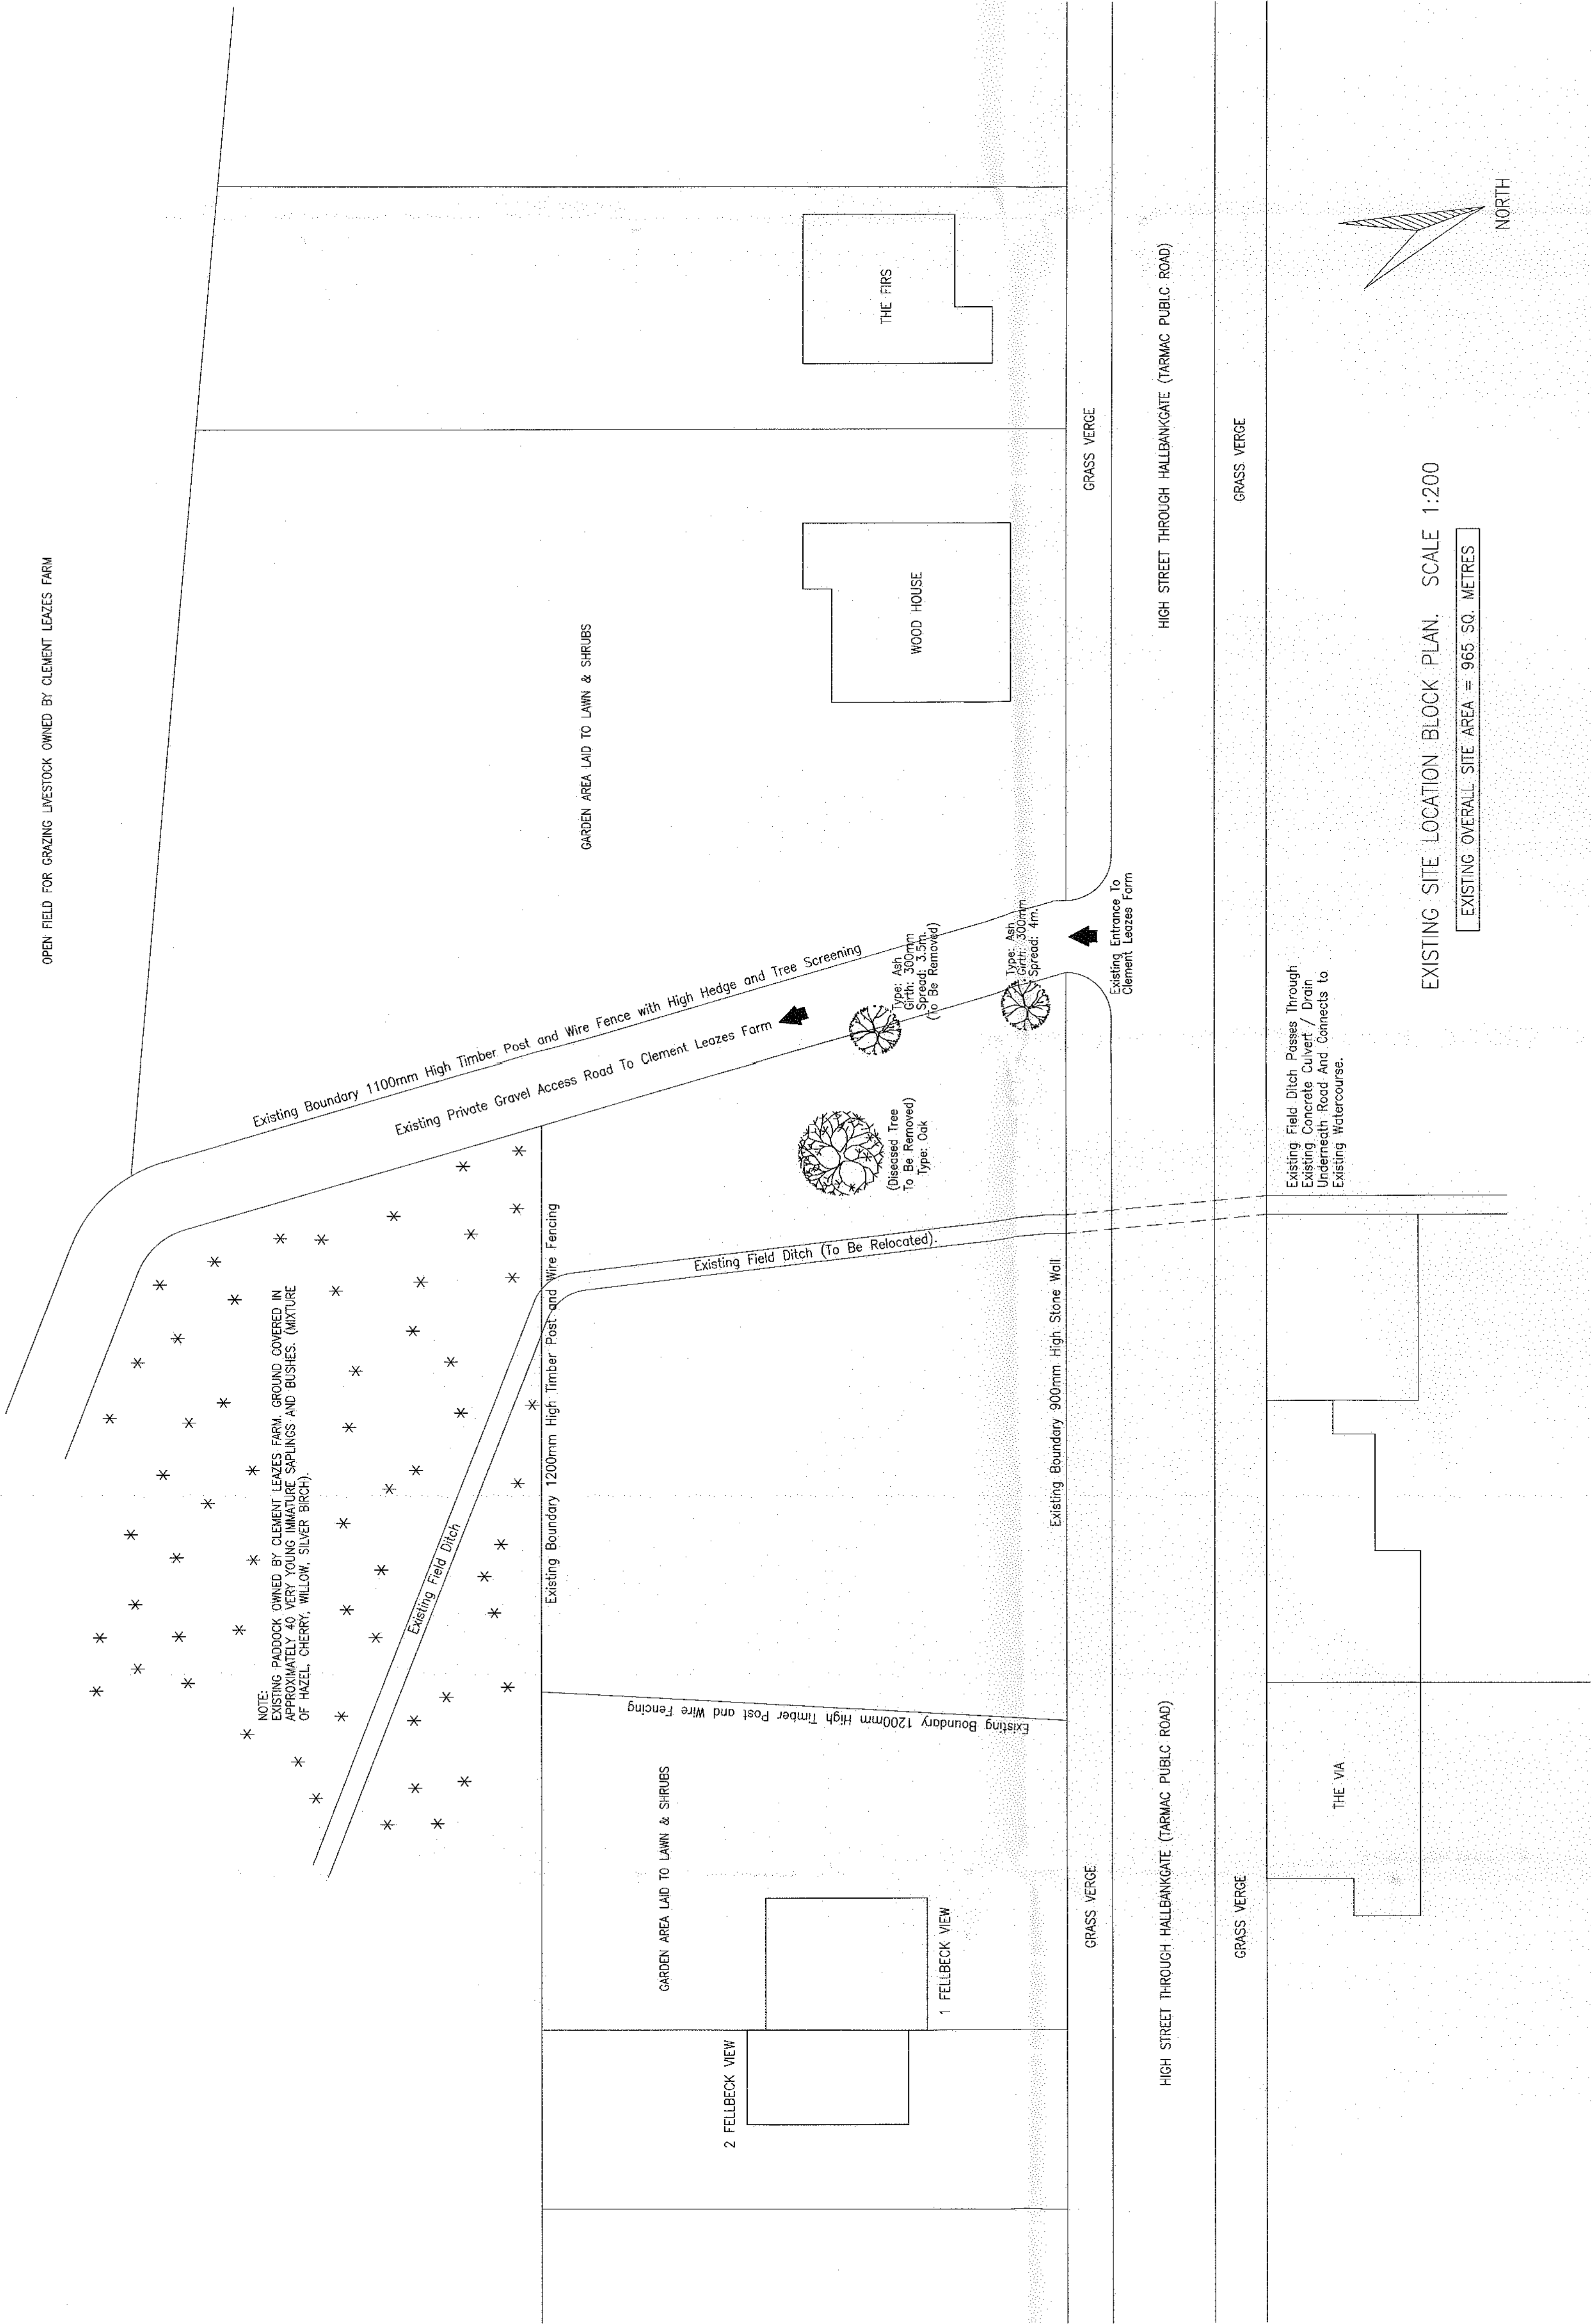 OPEN FIELD FOR GRAZING LIVESTOCK OWNED BY CLEMENT LEAZES FARM
NOTE:
EXISTING PADDOCK OWNED BY CLEMENT LEAZES FARM. GROUND COVERED IN
APPROXIMATELY 40 VERY YOUNG IMMATURE SAPLINGS AND BUSHES. (MIXTURE
OF HAZEL, CHERRY, WILLOW, SILVER BIRCH).
Existing Field Ditch
Existing Boundary 1100mm High Timber Post and Wire Fence with High Hedge and Tree Screening
Existing Private Gravel Access Road To Clement Leazes Farm
Existing Boundary 1200mm High Timber Post and Wire Fencing
GARDEN AREA LAID TO LAWN & SHRUBS
GARDEN AREA LAID TO LAWN & SHRUBS
Existing Boundary 1200mm High Timber Post and Wire Fencing
Existing Field Ditch (To Be Relocated).
(Diseased Tree
To Be Removed)
Type: Oak
Type: Ash
Girth: 300mm
Spread: 3.5m.
(To Be Removed)
Type: Ash
Girth: 300mm
Spread: 4m.
2 FELLBECK VIEW
1 FELLBECK VIEW
WOOD HOUSE
THE FIRS
Existing Boundary 900mm High Stone Wall
Existing Entrance To
Clement Leazes Farm
GRASS VERGE
GRASS VERGE
HIGH STREET THROUGH HALLBANKGATE (TARMAC PUBLC ROAD)
HIGH STREET THROUGH HALLBANKGATE (TARMAC PUBLC ROAD)
GRASS VERGE
GRASS VERGE
THE VIA
Existing Field Ditch Passes Through
Existing Concrete Culvert / Drain
Underneath Road And Connects to
Existing Watercourse.
EXISTING SITE LOCATION BLOCK PLAN. SCALE 1:200
EXISTING OVERALL SITE AREA = 965 SQ. METRES
NORTH